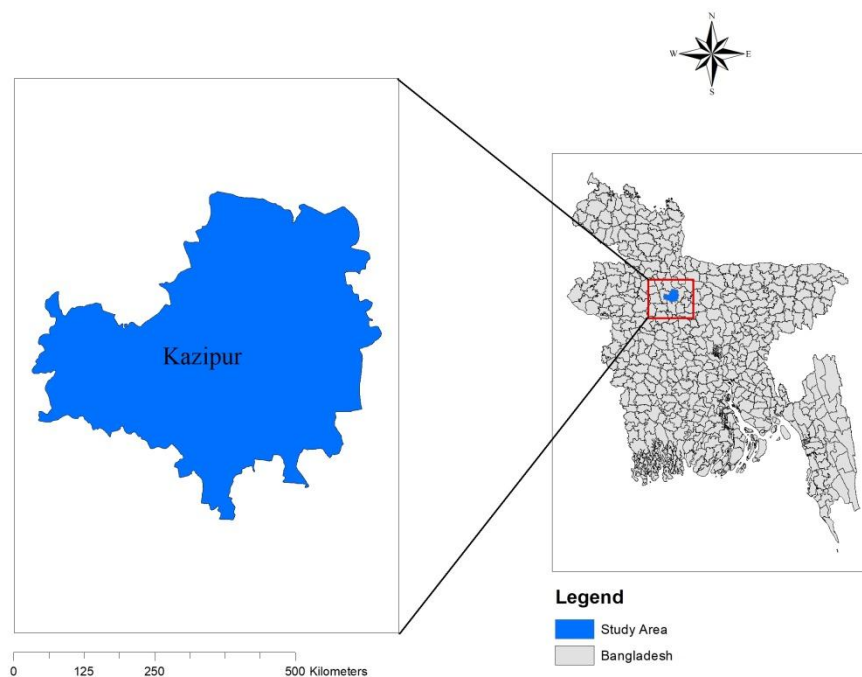 N
W E
S
Kazipur
Legend
Study Area
Bangladesh
0 125 250 500 Kilometers